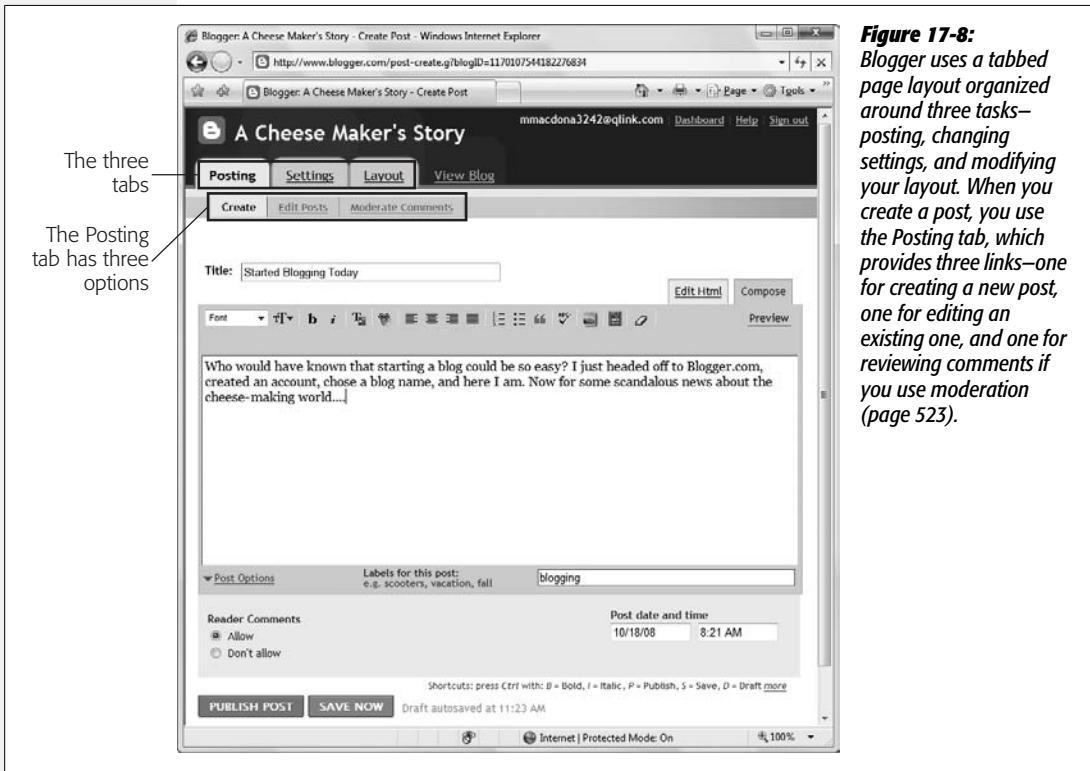 Blogger: A Cheese Maker's Story - Create Post - Windows Internet Explorer
http://www.blogger.com/post-create.g?blogID=1170107544182276834
Blogger: A Cheese Maker's Story - Create Post
Page
Tools
mmacdona3242@qlink.com Dashboard Help Sign out
A Cheese Maker's Story
The three
tabs
Posting Settings Layout View Blog
Create Edit Posts Moderate Comments
The Posting
tab has three
options
Title: Started Blogging Today
Edit Html Compose
Font
Preview
Who would have known that starting a blog could be so easy? I just headed off to Blogger.com,
created an account, chose a blog name, and here I am. Now for some scandalous news about the
cheese-making world....
Post Options
Labels for this post:
e.g. scooters, vacation, fall
blogging
Reader Comments
Allow
Don't allow
Post date and time
10/18/08 8:21 AM
Shortcuts: press Ctrl with: B = Bold, I = Italic, P = Publish, S = Save, D = Draft more
PUBLISH POST SAVE NOW Draft autosaved at 11:23 AM
Internet | Protected Mode: On 100%
Figure 17-8:
Blogger uses a tabbed
page layout organized
around three tasks—
posting, changing
settings, and modifying
your layout. When you
create a post, you use
the Posting tab, which
provides three links—one
for creating a new post,
one for editing an
existing one, and one for
reviewing comments if
you use moderation
(page 523).